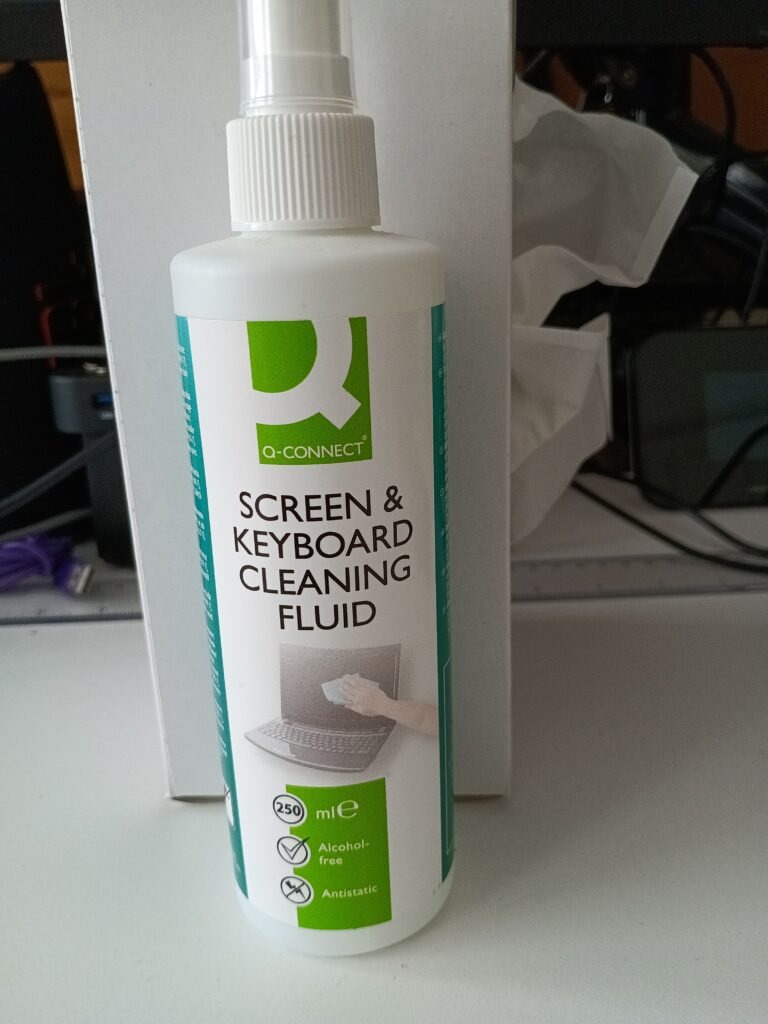 Q-CONNECT®
SCREEN &
KEYBOARD
CLEANING
FLUID
250 ml e
Alcohol-
free
Antistatic